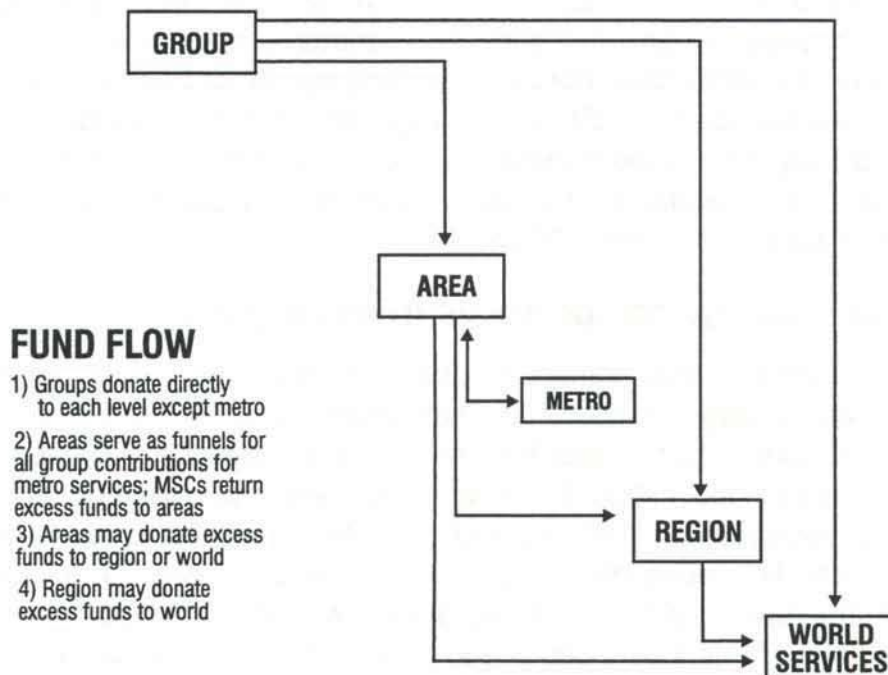 GROUP
AREA
FUND FLOW
1) Groups donate directly
to each level except metro
2) Areas serve as funnels for
all group contributions for
metro services; MSCs return
excess funds to areas
3) Areas may donate excess
funds to region or world
4) Region may donate
excess funds to world
METRO
REGION
WORLD
SERVICES